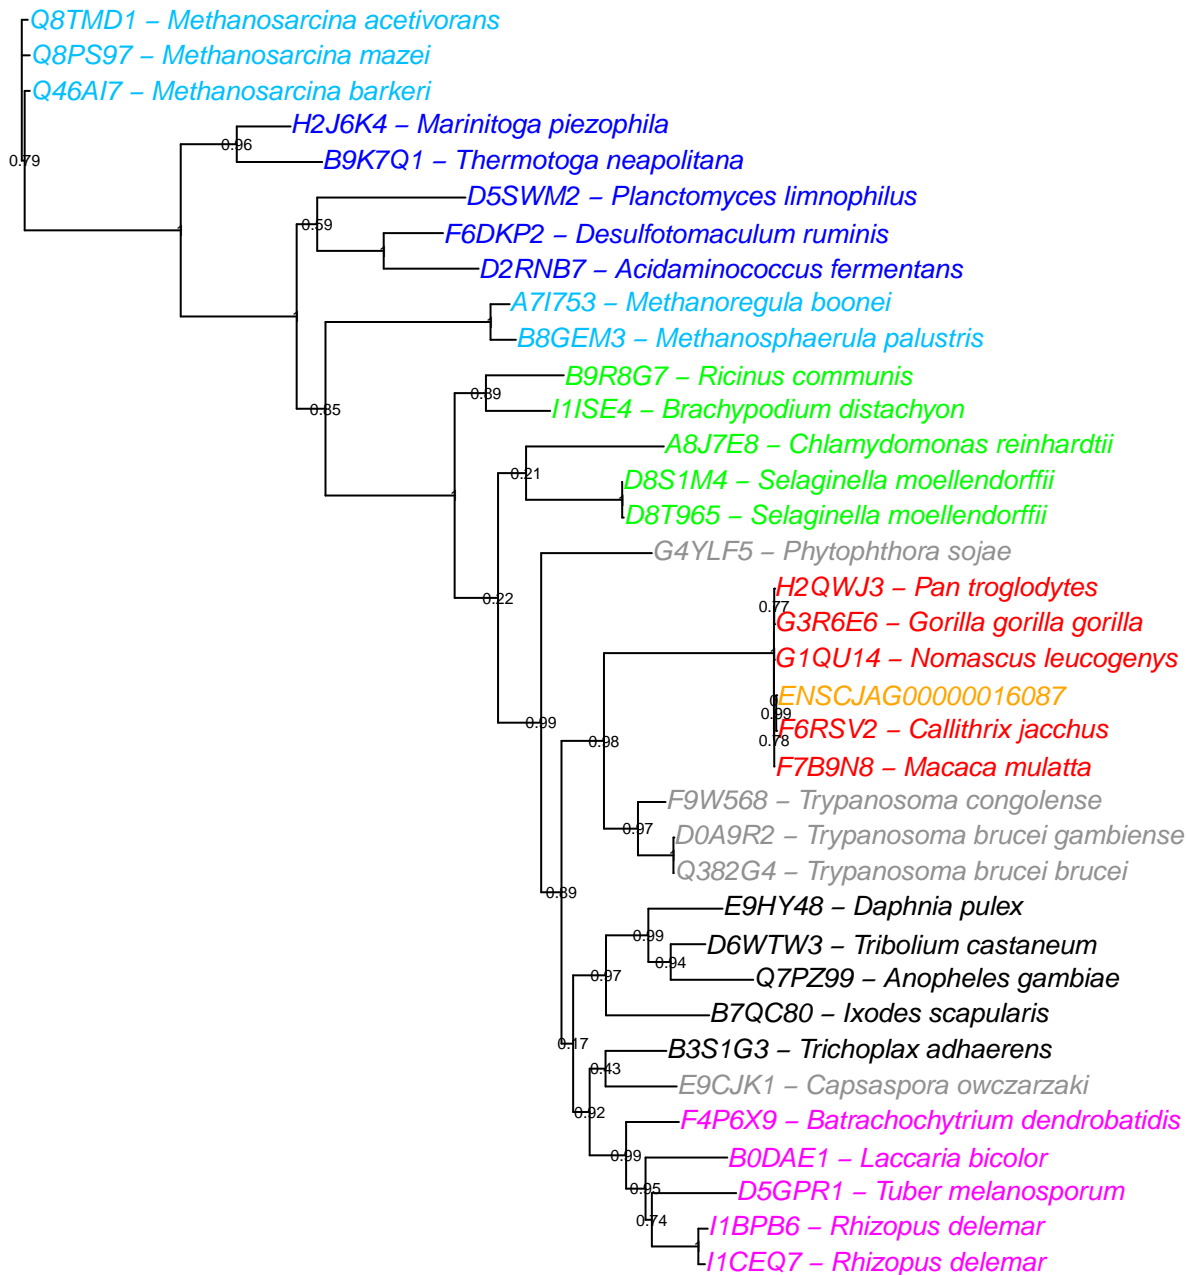 Q8TMD1 – Methanosarcina acetivorans
Q8PS97 – Methanosarcina mazei
Q46AI7 – Methanosarcina barkeri
H2J6K4 – Marinitoga piezophila
0.96
0.79
B9K7Q1 – Thermotoga neapolitana
D5SWM2 – Planctomyces limnophilus
0.59
F6DKP2 – Desulfotomaculum ruminis
D2RNB7 – Acidaminococcus fermentans
A7I753 – Methanoregula boonei
B8GEM3 – Methanosphaerula palustris
B9R8G7 – Ricinus communis
0.89
0.85
I1ISE4 – Brachypodium distachyon
A8J7E8 – Chlamydomonas reinhardtii
0.21
D8S1M4 – Selaginella moellendorffii
D8T965 – Selaginella moellendorffii
G4YLF5 – Phytophthora sojae
H2QWJ3 – Pan troglodytes
0.22
0.77
G3R6E6 – Gorilla gorilla gorilla
G1QU14 – Nomascus leucogenys
ENSCJAG00000016087
0.99
0.99
F6RSV2 – Callithrix jacchus
0.98
0.78
F7B9N8 – Macaca mulatta
F9W568 – Trypanosoma congolense
0.97
D0A9R2 – Trypanosoma brucei gambiense
Q382G4 – Trypanosoma brucei brucei
0.89
E9HY48 – Daphnia pulex
0.99
D6WTW3 – Tribolium castaneum
0.94
0.97
Q7PZ99 – Anopheles gambiae
B7QC80 – Ixodes scapularis
0.17
B3S1G3 – Trichoplax adhaerens
0.43
E9CJK1 – Capsaspora owczarzaki
0.92
F4P6X9 – Batrachochytrium dendrobatidis
0.99
B0DAE1 – Laccaria bicolor
0.95
D5GPR1 – Tuber melanosporum
0.74
I1BPB6 – Rhizopus delemar
I1CEQ7 – Rhizopus delemar